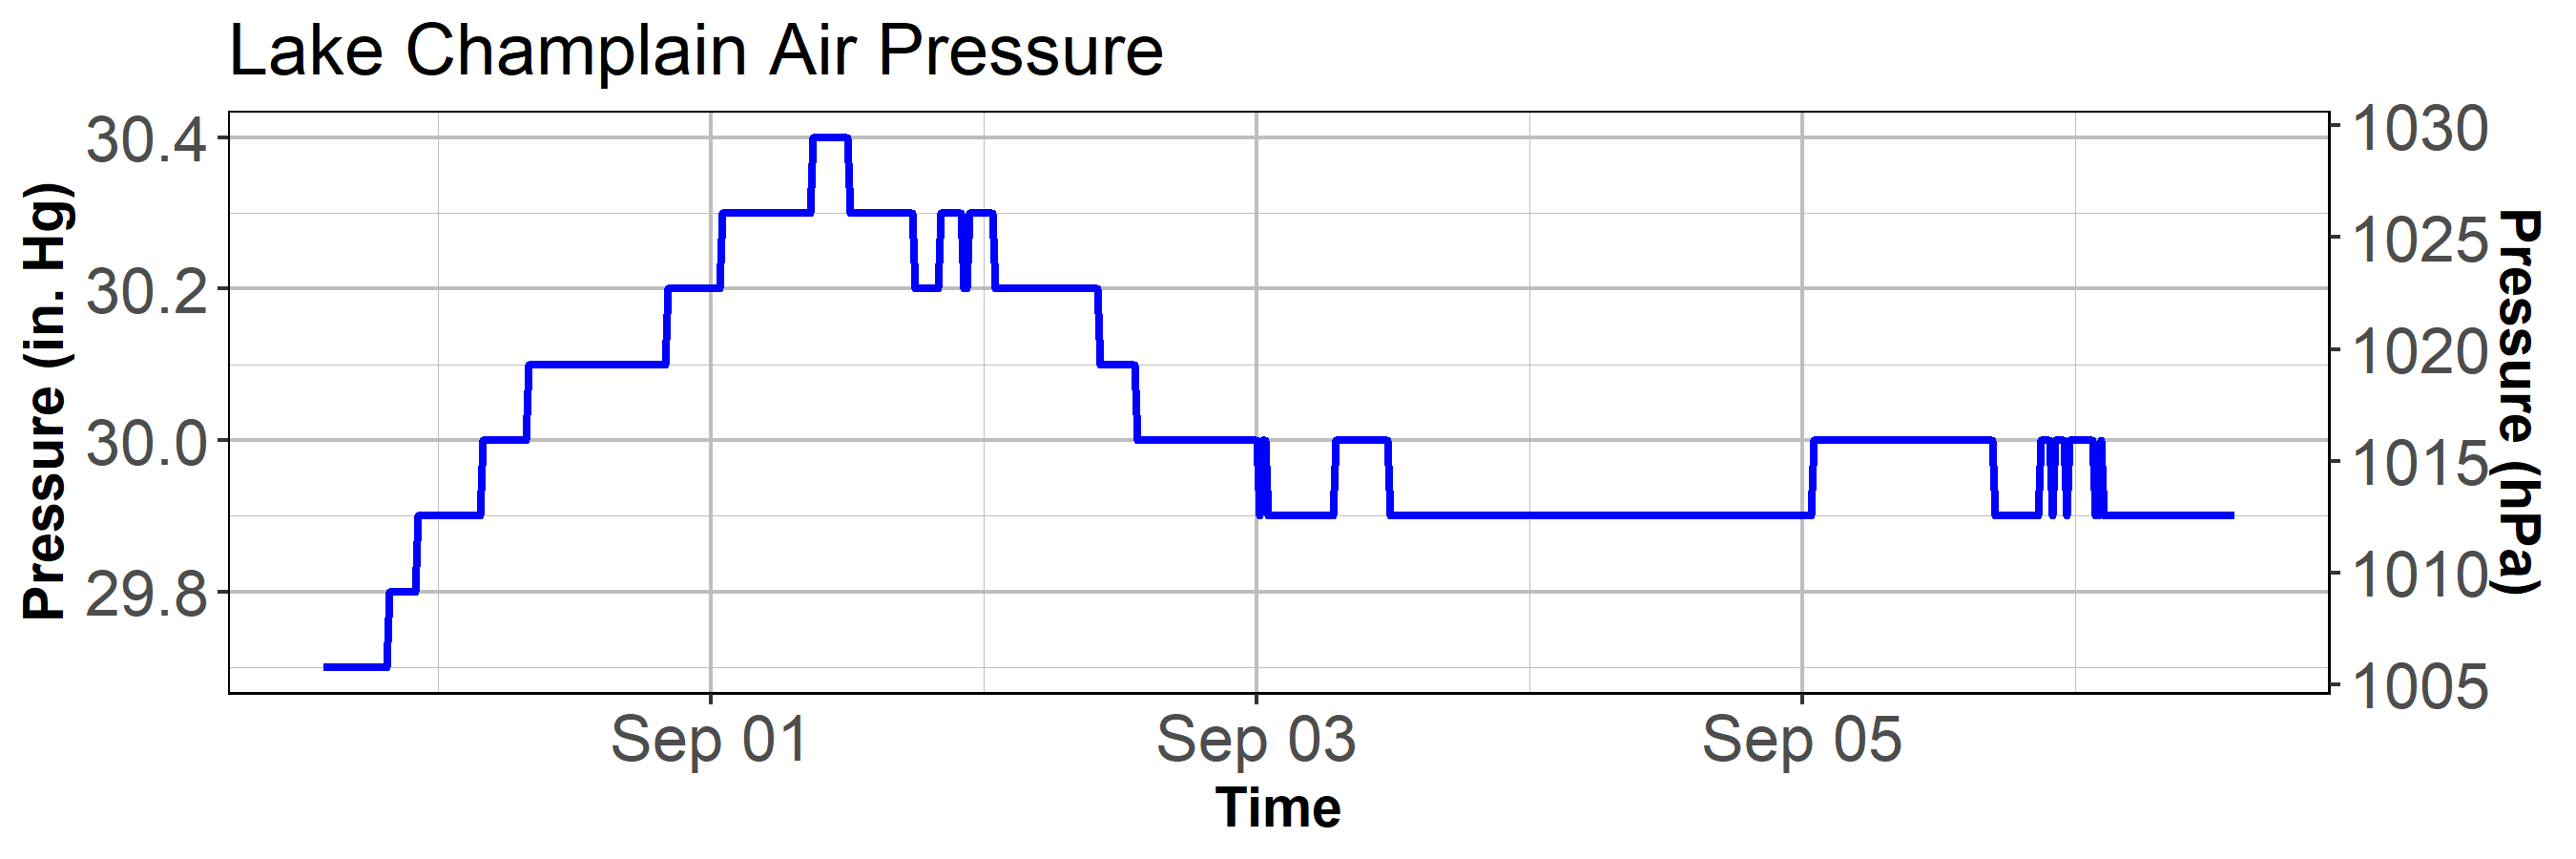 Lake Champlain Air Pressure
Pressure (in. Hg)
30.4
30.2
30.0
29.8
1030
1025
1020
1015
1010
1005
Pressure (hPa)
Sep 01
Sep 03
Sep 05
Time